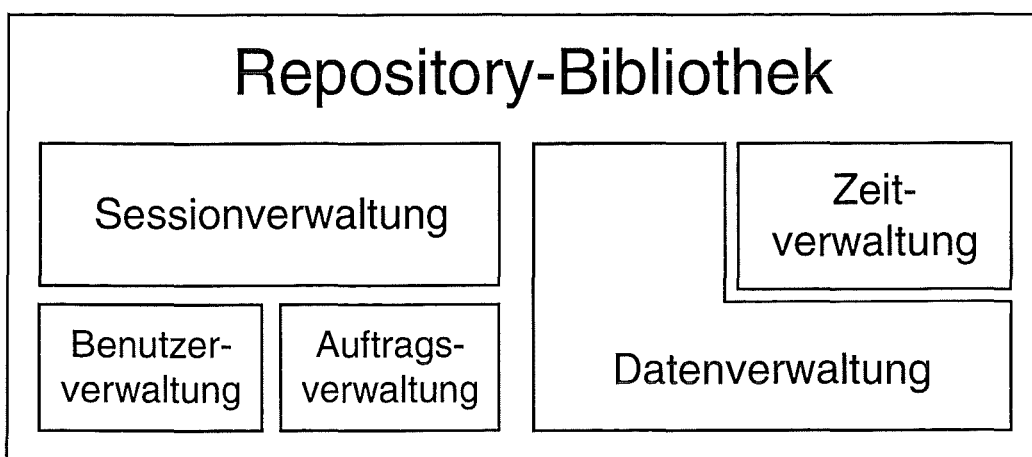 Repository-Bibliothek
Sessionverwaltung
Zeit-
verwaltung
Benutzer-
verwaltung
Auftrags-
verwaltung
Datenverwaltung